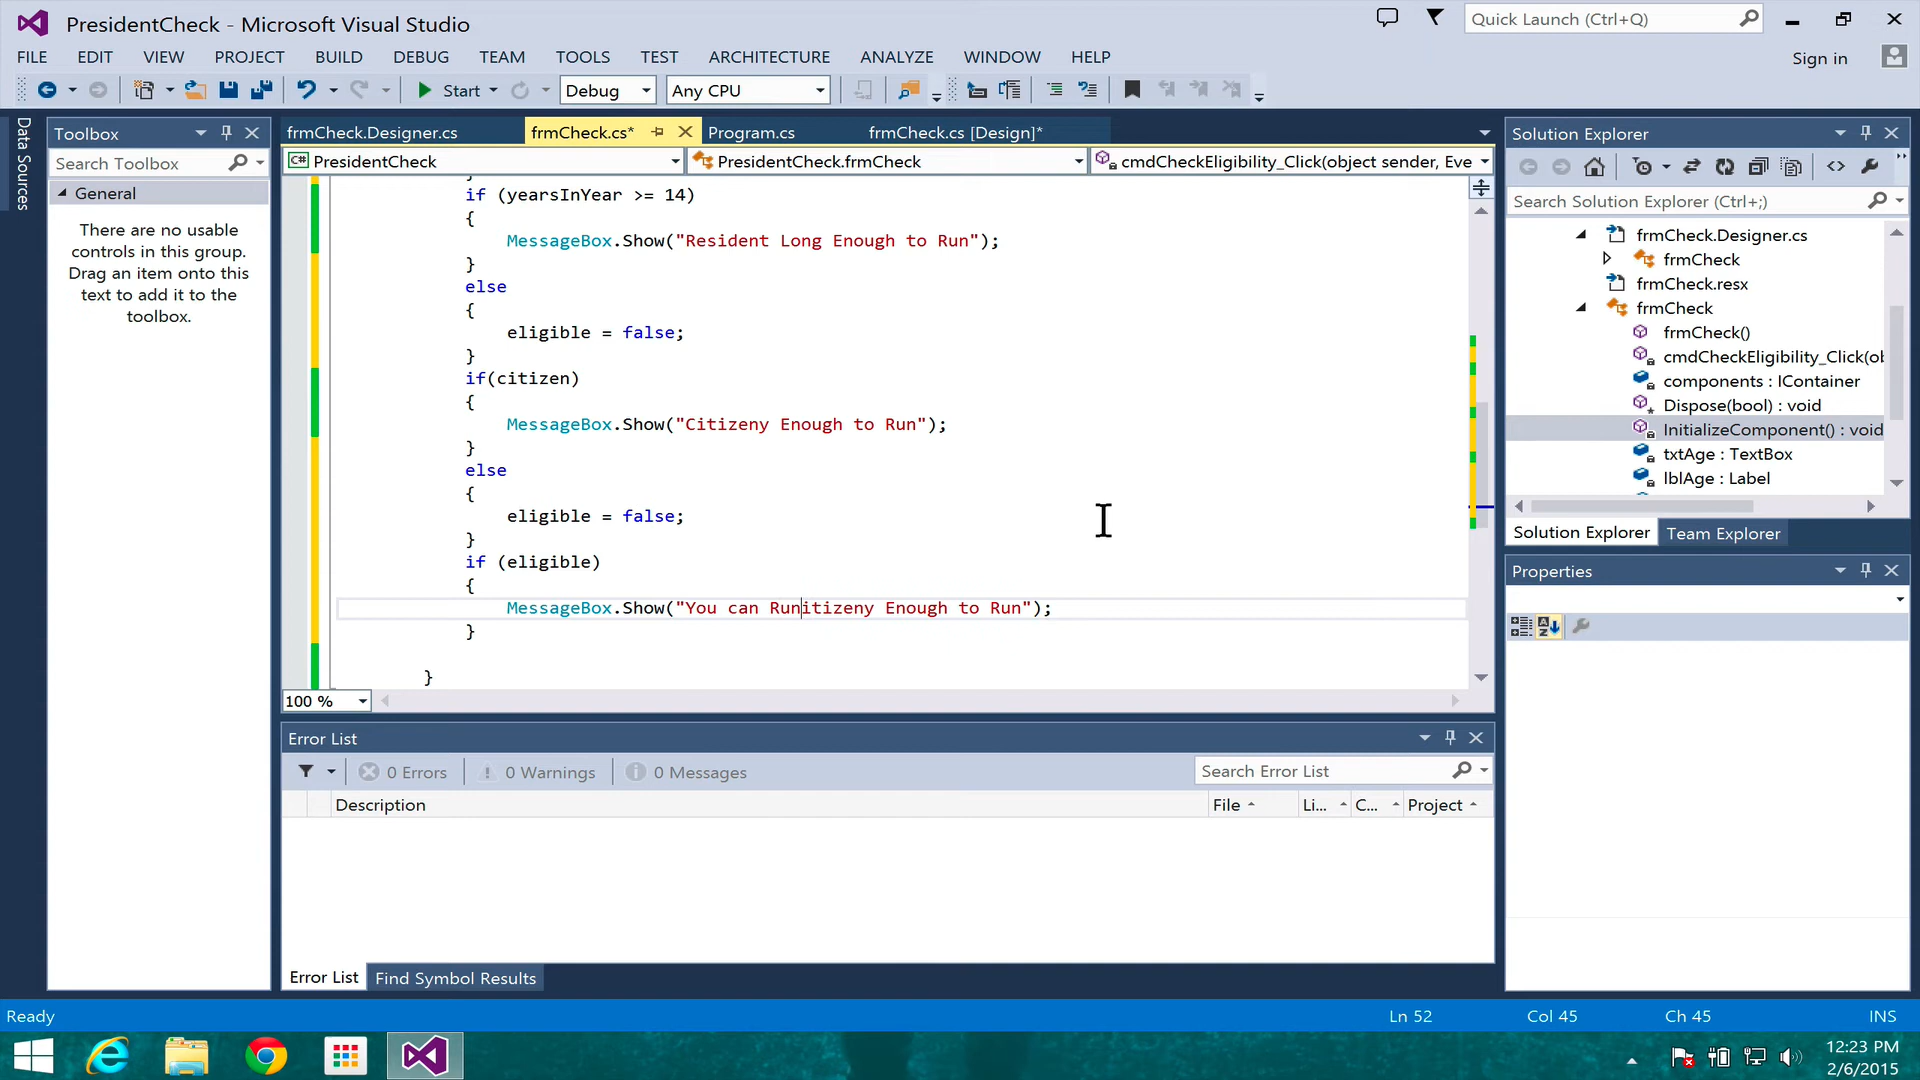 PresidentCheck - Microsoft Visual Studio
Quick Launch (Ctrl+Q)
FILE EDIT VIEW PROJECT BUILD DEBUG TEAM TOOLS TEST ARCHITECTURE ANALYZE WINDOW HELP
Sign in
Start Debug Any CPU
Data Sources
Toolbox
Search Toolbox
General
There are no usable
controls in this group.
Drag an item onto this
text to add it to the
toolbox.
frmCheck.Designer.cs frmCheck.cs* Program.cs frmCheck.cs [Design]*
C# PresidentCheck PresidentCheck.frmCheck cmdCheckEligibility_Click(object sender, Eve
}
if (yearsInYear >= 14)
{
MessageBox.Show("Resident Long Enough to Run");
}
else
{
eligible = false;
}
if(citizen)
{
MessageBox.Show("Citizeny Enough to Run");
}
else
{
eligible = false;
}
if (eligible)
{
MessageBox.Show("You can Runitizeny Enough to Run");
}
}
100 %
Error List
0 Errors 0 Warnings 0 Messages
Search Error List
Description File Li... C... Project
Error List Find Symbol Results
Solution Explorer
Search Solution Explorer (Ctrl+;)
frmCheck.Designer.cs
frmCheck
frmCheck.resx
frmCheck
frmCheck()
cmdCheckEligibility_Click(ob
components : IContainer
Dispose(bool) : void
InitializeComponent() : void
txtAge : TextBox
lblAge : Label
Solution Explorer Team Explorer
Properties
Ready Ln 52 Col 45 Ch 45 INS
12:23 PM
2/6/2015